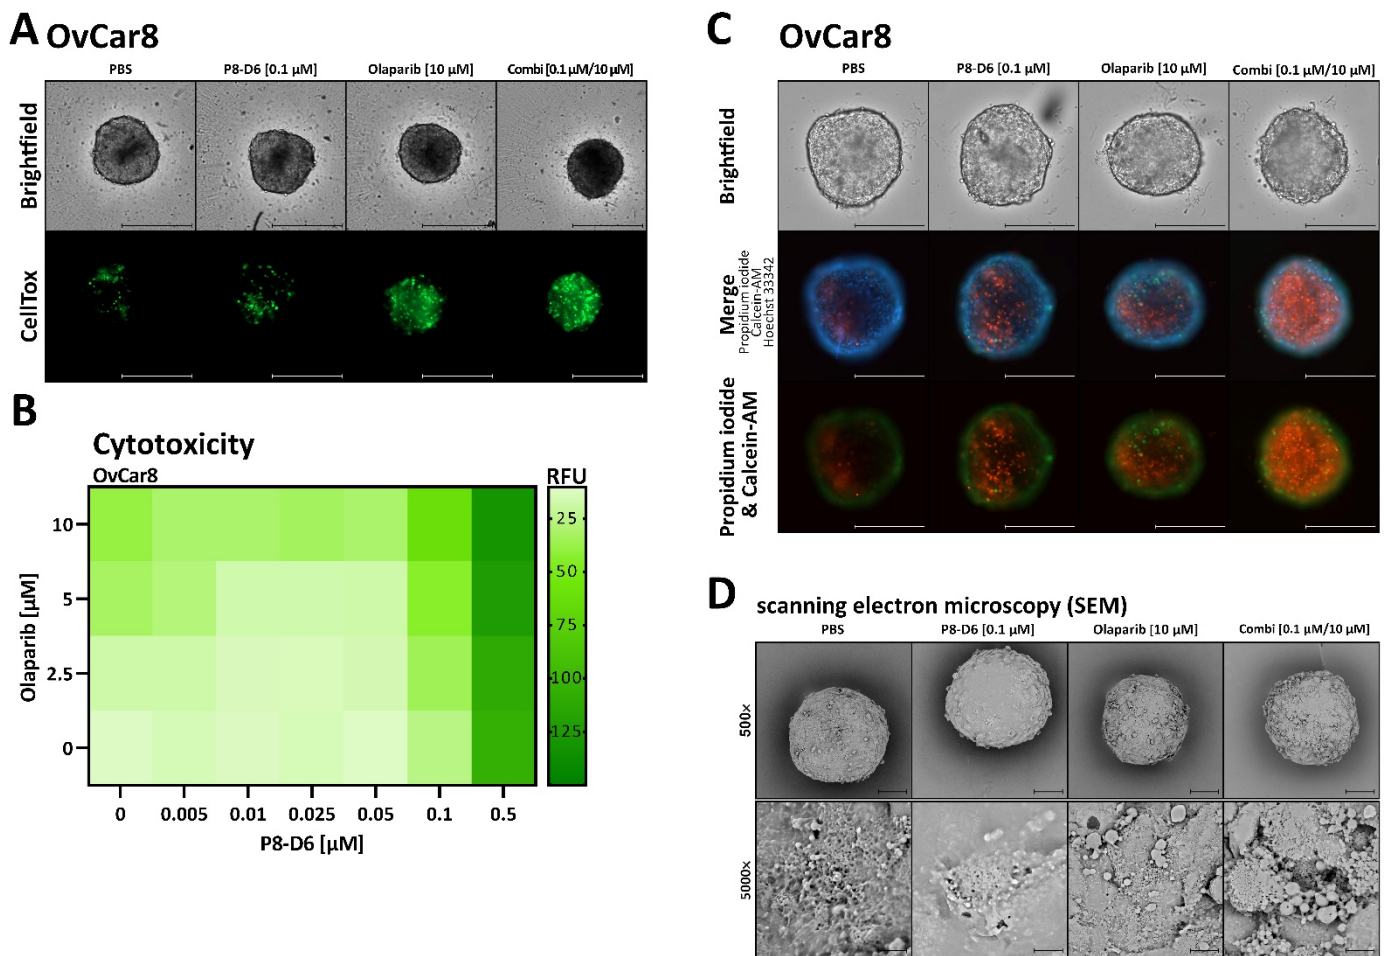 A OvCar8
PBS
P8-D6 [0.1 µM]
Olaparib [10 µM]
Combi [0.1 µM/10 µM]
Brightfield
CellTox
B
Cytotoxicity
OvCar8
RFU
25
50
75
100
125
10
5
2.5
0
Olaparib [µM]
0
0.005
0.01
0.025
0.05
0.1
0.5
P8-D6 [µM]
C OvCar8
PBS
P8-D6 [0.1 µM]
Olaparib [10 µM]
Combi [0.1 µM/10 µM]
Brightfield
Merge
Propidium iodide
Calcein-AM
Hoechst 33342
Propidium iodide
& Calcein-AM
D scanning electron microscopy (SEM)
PBS
P8-D6 [0.1 µM]
Olaparib [10 µM]
Combi [0.1 µM/10 µM]
500×
5000×